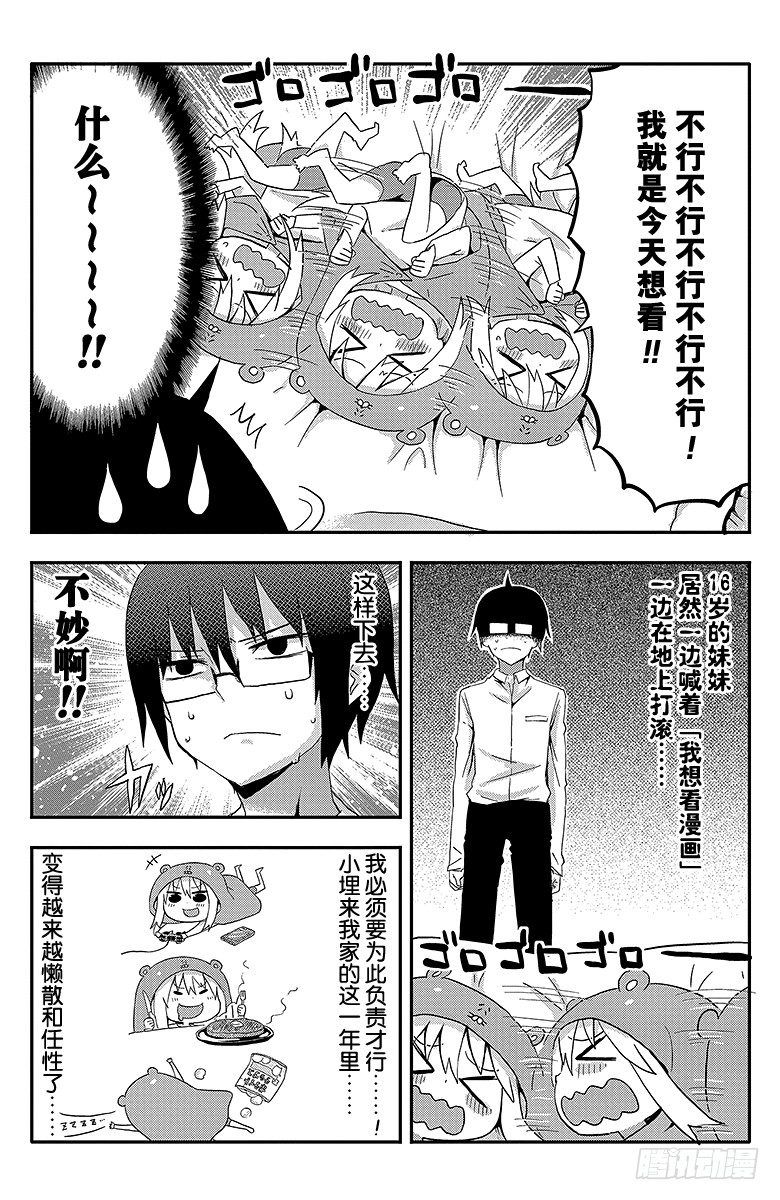 不行不行不行不行不行！
我就是今天想看!!
ゴロゴロゴロ
什么～～～～!!
16岁的妹妹
居然一边喊着「我想看漫画」
一边在地上打滚……
ゴロゴロゴロ
这样下去……
不妙啊!!
我必须要为此负责才行……！
小埋来我家的这一年里……
变得越来越懒散和任性了……
腾讯动漫